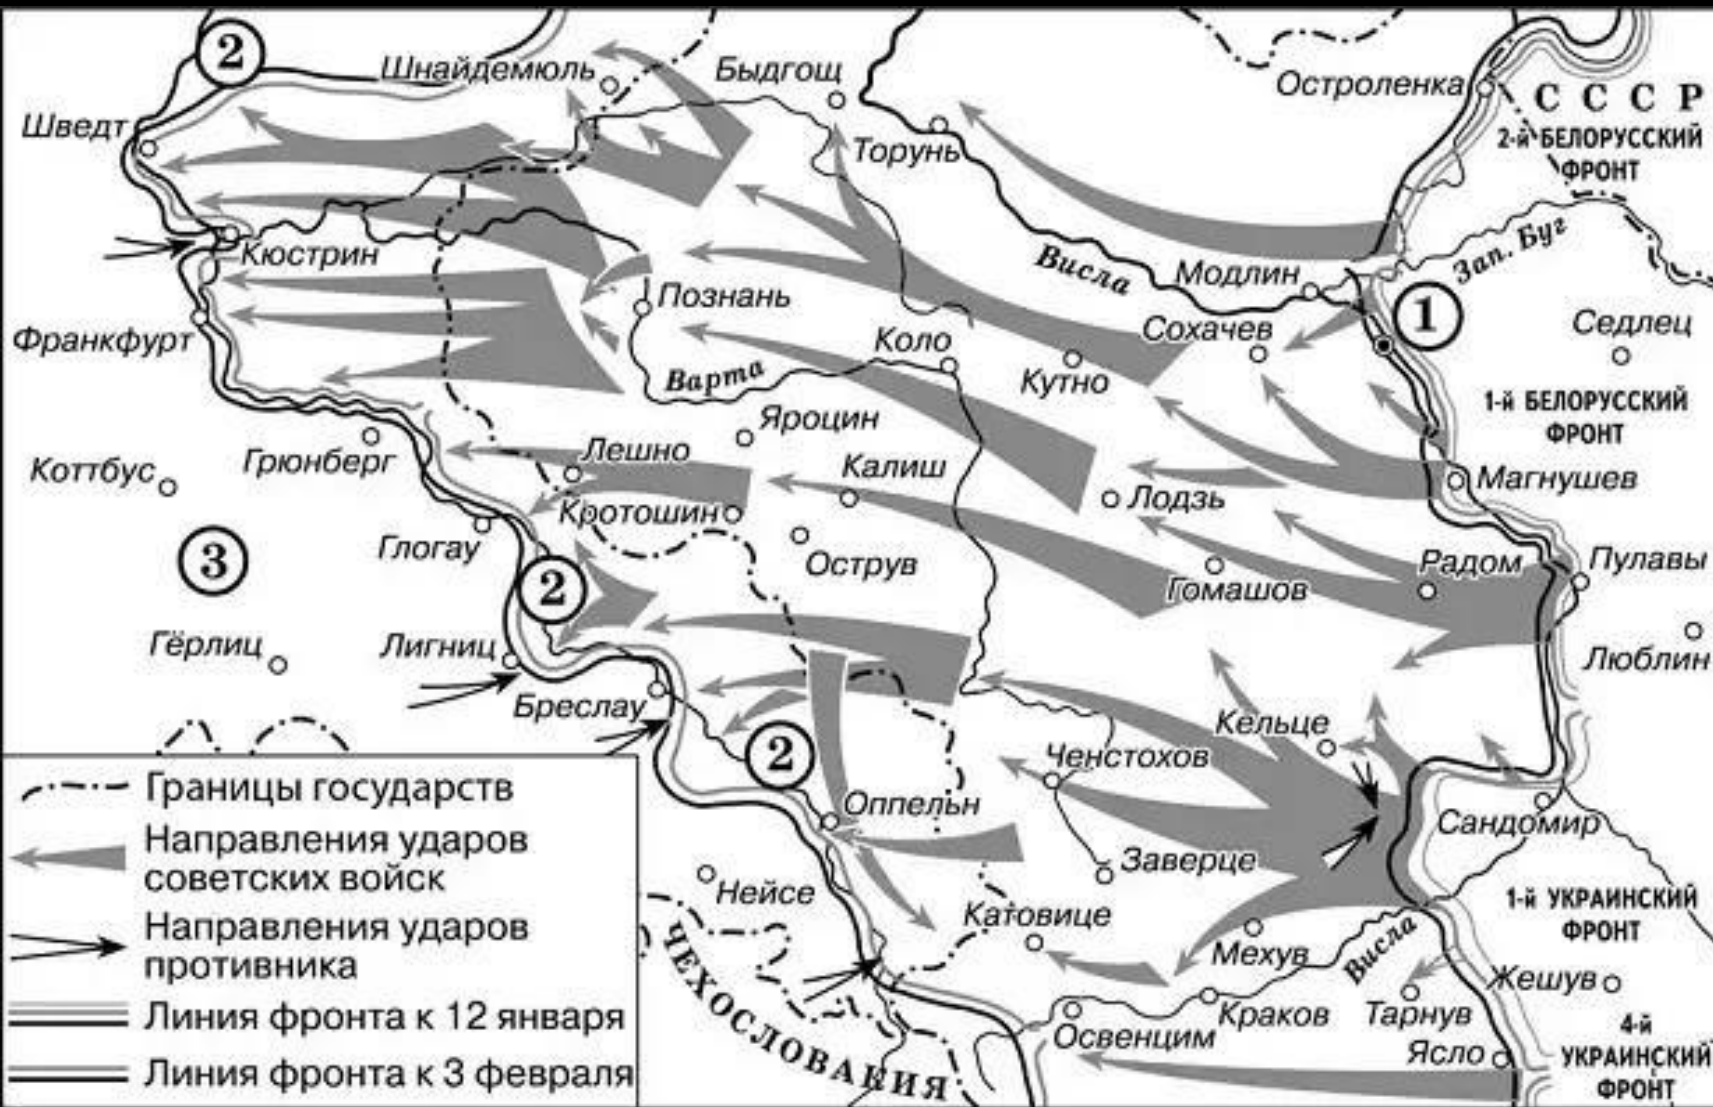 2
Шнайдемюль
Быдгощ
Остроленка
СССР
2-й БЕЛОРУССКИЙ
ФРОНТ
Шведт
Торунь
Кюстрин
Висла
Модлин
Зап. Буг
Познань
1
Франкфурт
Коло
Сохачев
Седлец
Варта
Кутно
1-й БЕЛОРУССКИЙ
ФРОНТ
Яроцин
Коттбус
Грюнберг
Лешно
Калиш
Лодзь
Магнушев
Кротошин
3
Глогау
2
Острув
Гомашов
Радом
Пулавы
Гёрлиц
Лигниц
Люблин
Бреслау
2
Кельце
Ченстохов
Оппельн
Сандомир
Заверце
Нейсе
Катовице
Мехув
Висла
1-й УКРАИНСКИЙ
ФРОНТ
Жешув
Краков
Тарнув
Освенцим
Ясло
4-й
УКРАИНСКИЙ
ФРОНТ
ЧЕХОСЛОВАКИЯ
Границы государств
Направления ударов
советских войск
Направления ударов
противника
Линия фронта к 12 января
Линия фронта к 3 февраля